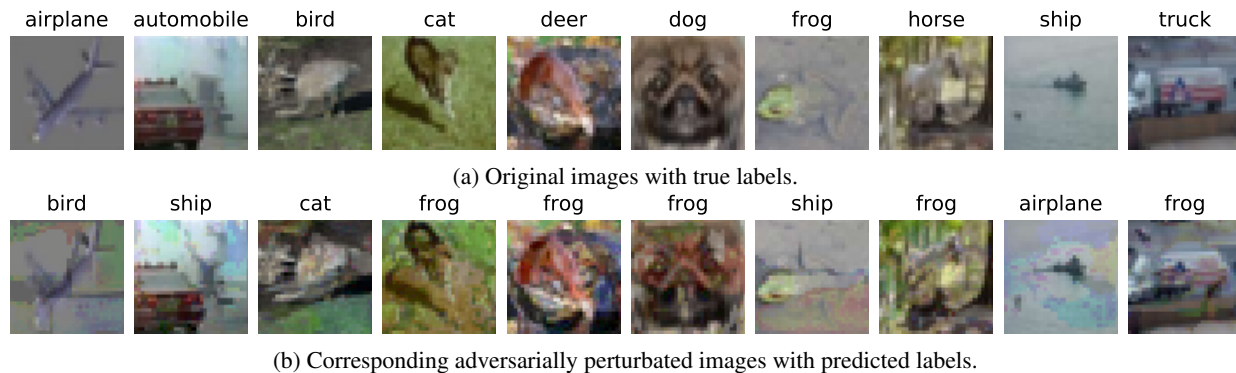 airplane automobile bird cat deer dog frog horse ship truck
(a) Original images with true labels.
bird ship cat frog frog frog ship frog airplane frog
(b) Corresponding adversarially perturbated images with predicted labels.